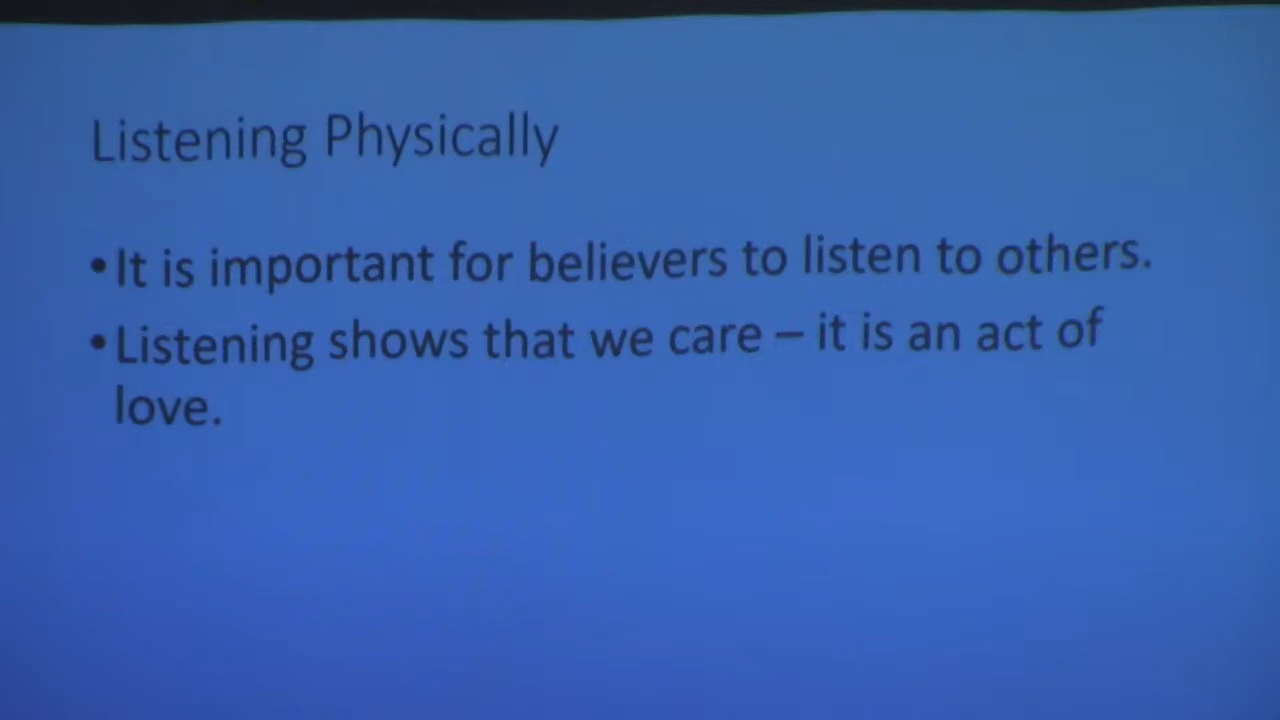 Listening Physically
•It is important for believers to listen to others.
•Listening shows that we care – it is an act of
love.